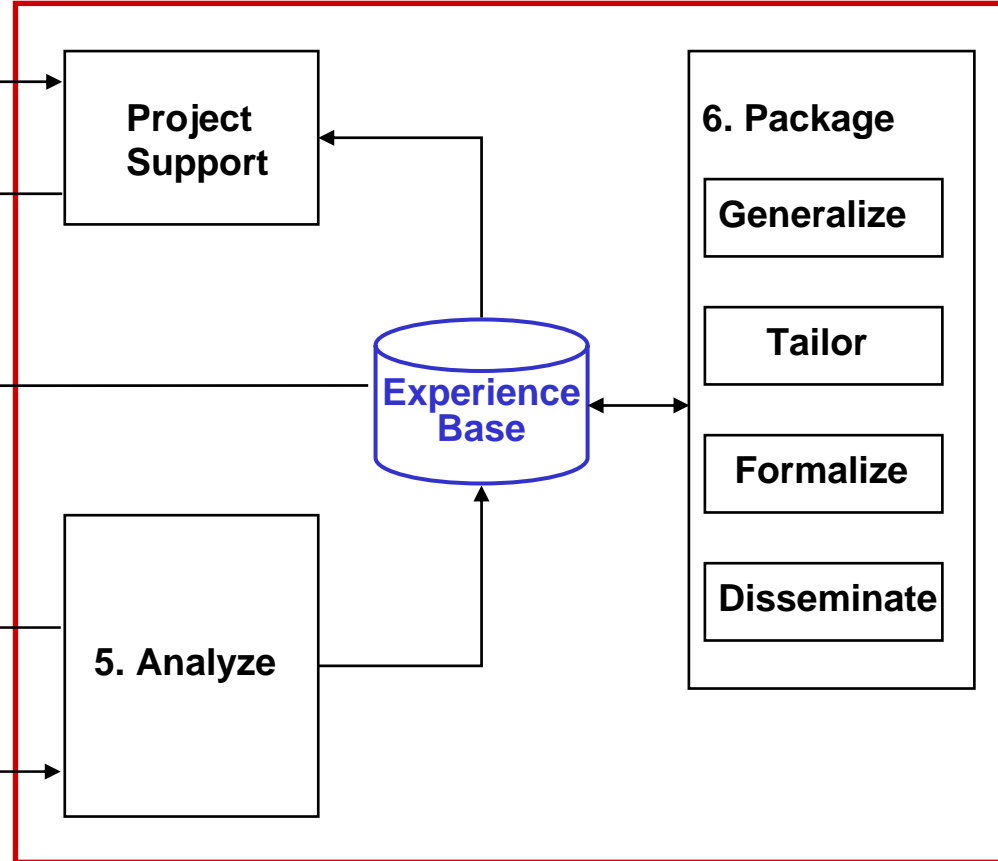 Project
Support
6. Package
Generalize
Tailor
Experience
Base
Formalize
Disseminate
5. Analyze